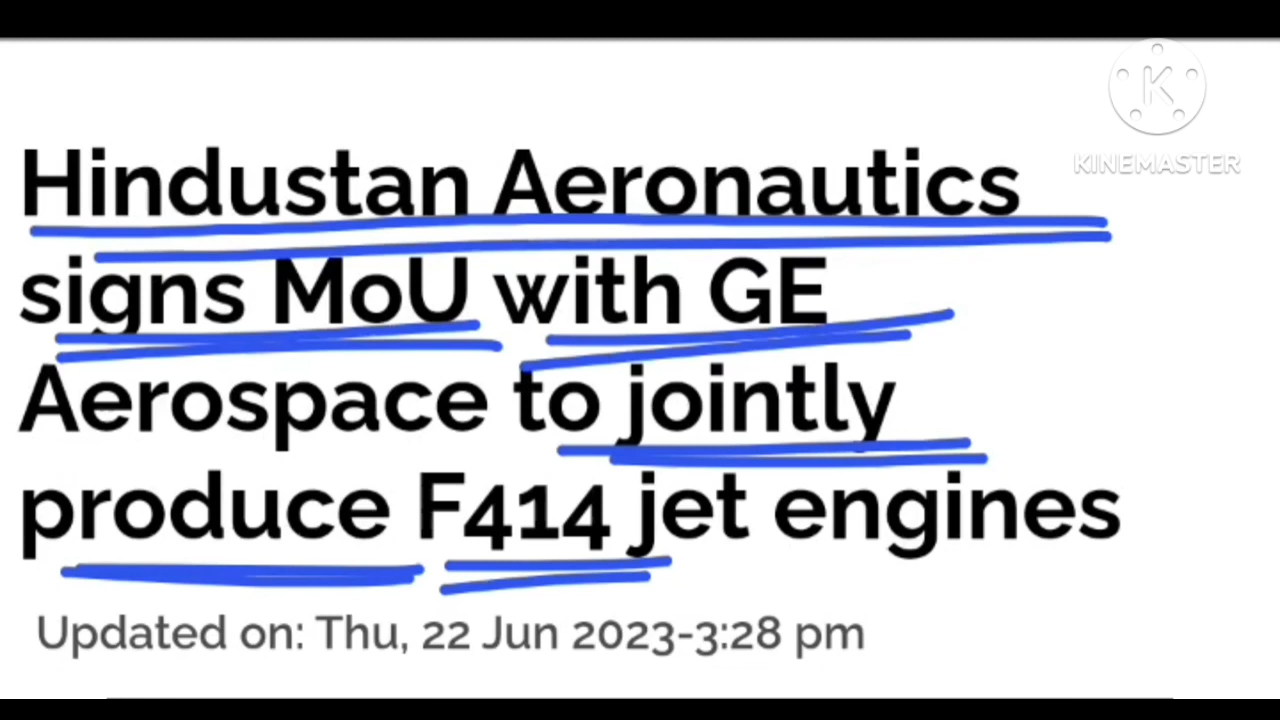 KINEMASTER
Hindustan Aeronautics
signs MoU with GE
Aerospace to jointly
produce F414 jet engines
Updated on: Thu, 22 Jun 2023-3:28 pm